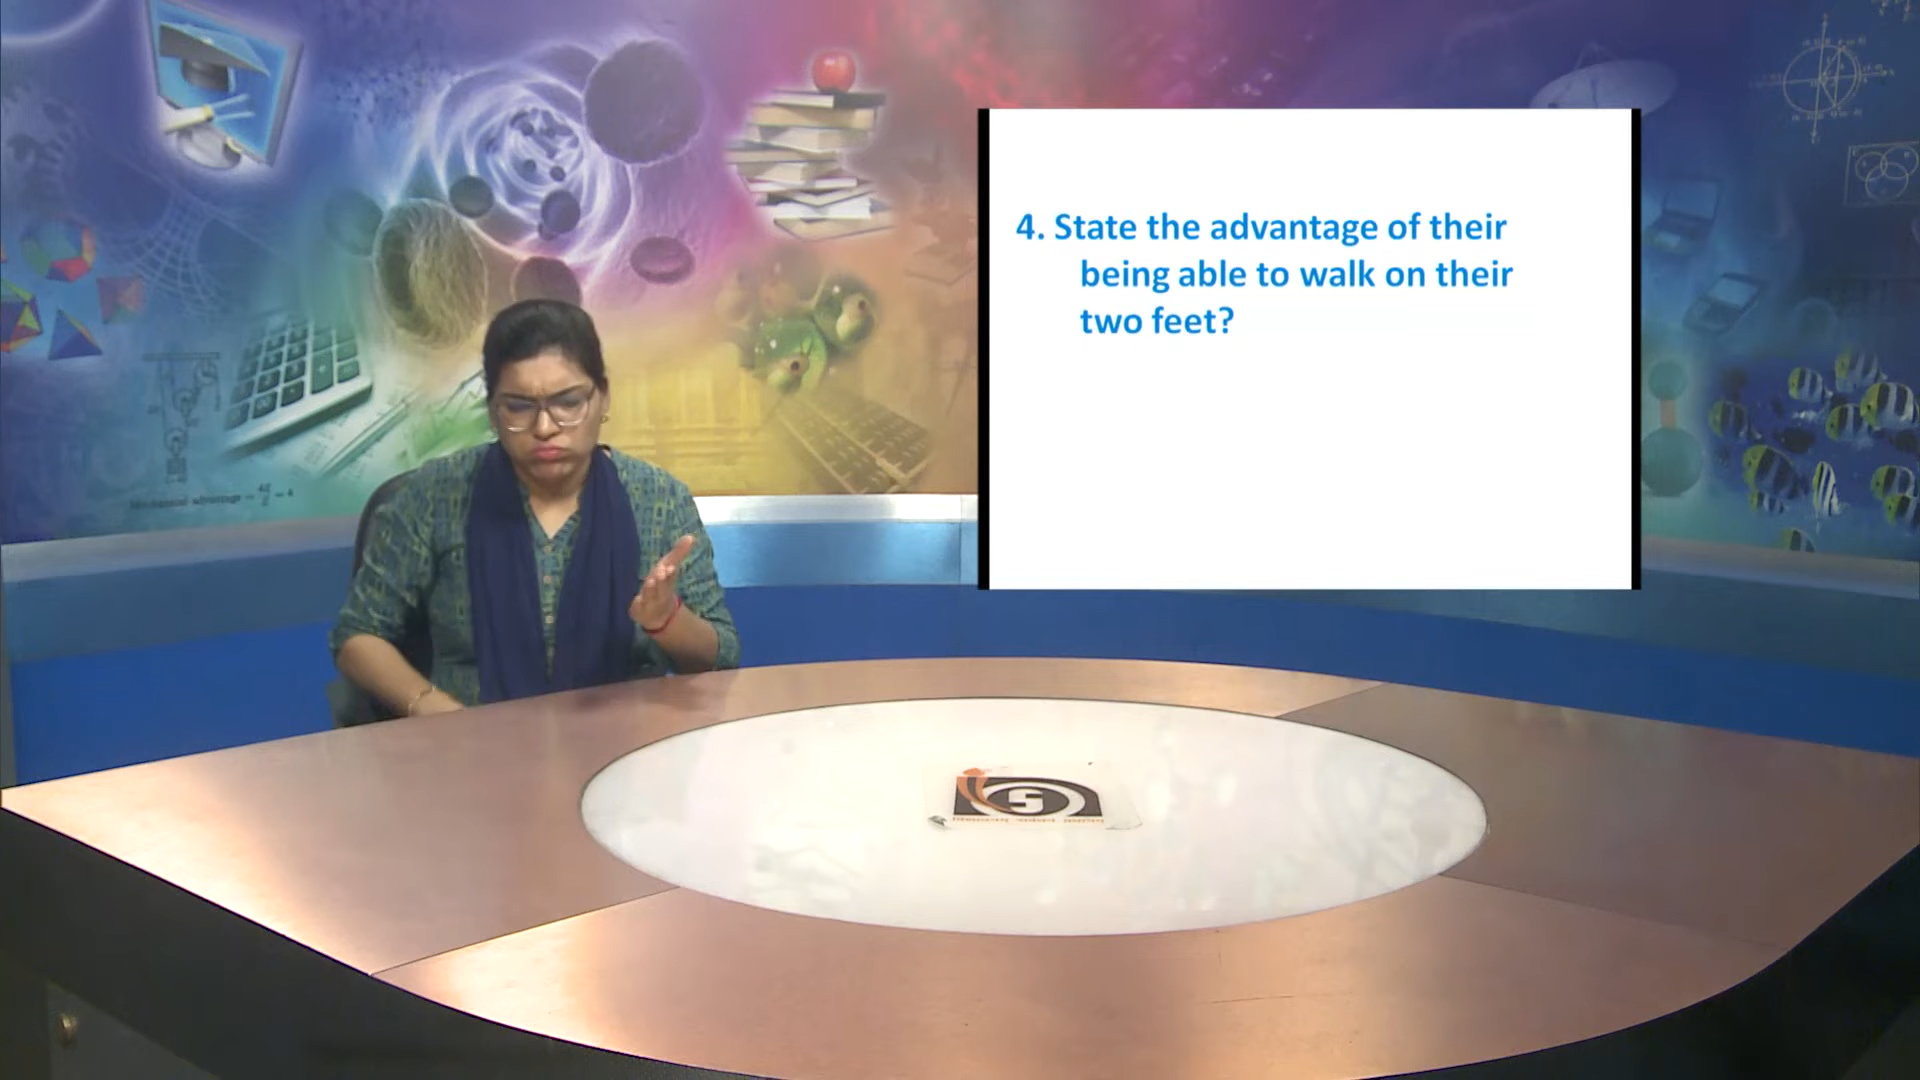 4. State the advantage of their
being able to walk on their
two feet?